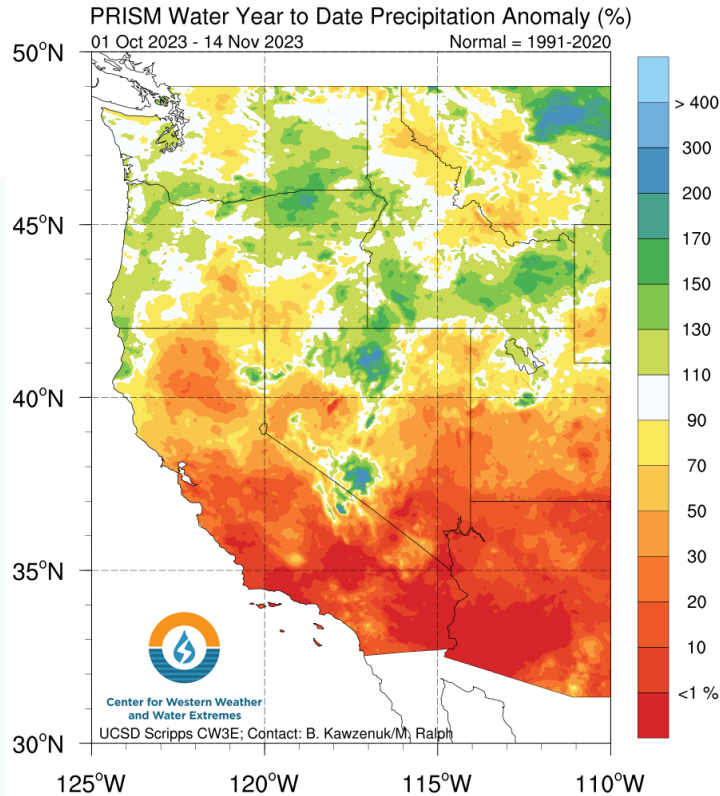 PRISM Water Year to Date Precipitation Anomaly (%)
01 Oct 2023 - 14 Nov 2023 Normal = 1991-2020
50°N
45°N
40°N
35°N
30°N
125°W 120°W 115°W 110°W
> 400
300
200
170
150
130
110
90
70
50
30
20
10
<1 %
Center for Western Weather
and Water Extremes
UCSD Scripps CW3E; Contact: B. Kawzenuk/M. Ralph